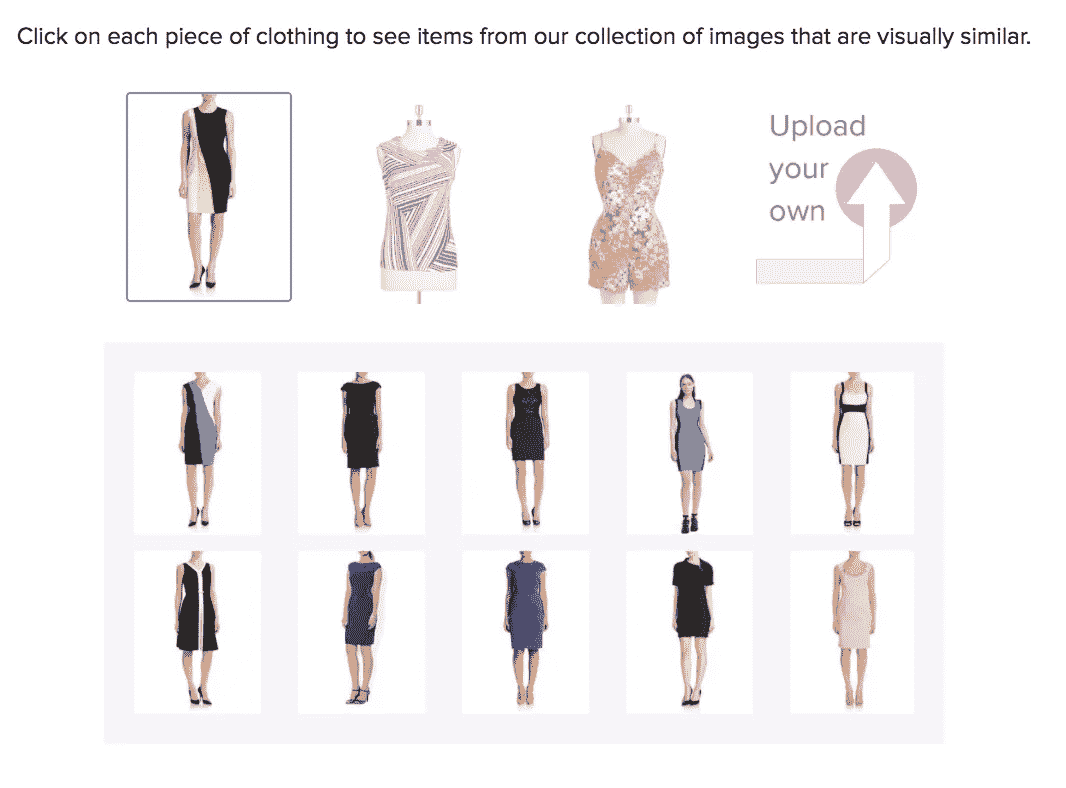 Click on each piece of clothing to see items from our collection of images that are visually similar.
Upload
your
own